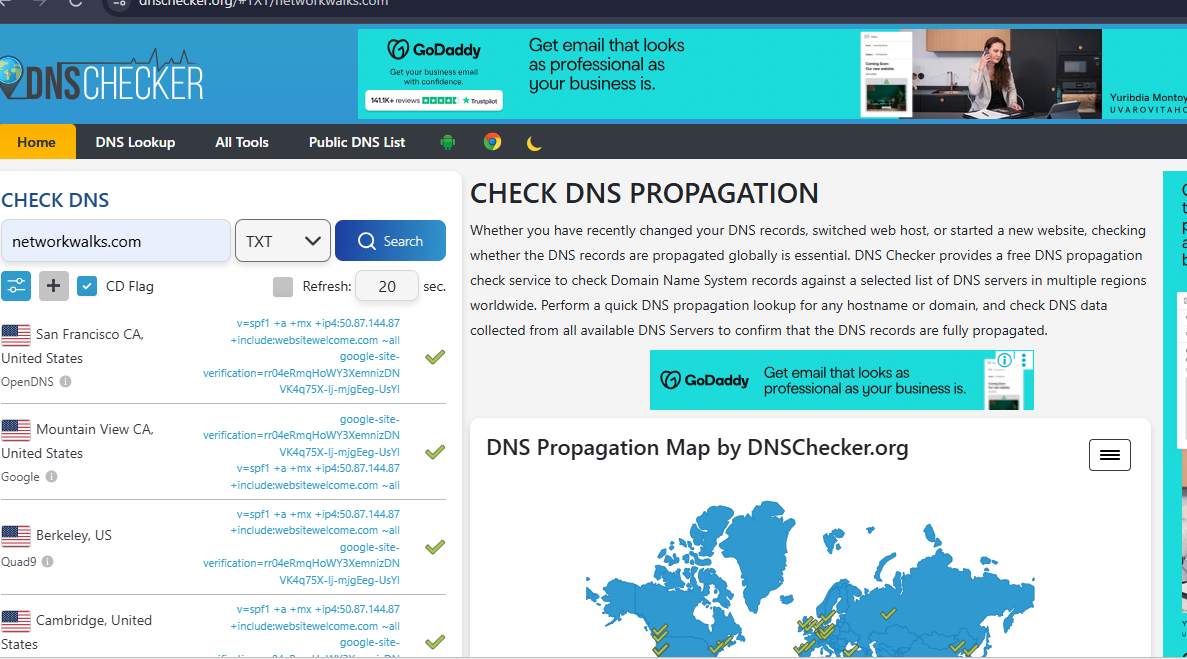 dnschecker.org/#TXT/networkwalks.com
DNSCHECKER
GoDaddy
Get your business email
with confidence.
141.1K+ reviews
Trustpilot
Get email that looks
as professional as
your business is.
Yuribdia Montoy
UVAROVITAHO
Home
DNS Lookup
All Tools
Public DNS List
CHECK DNS
networkwalks.com
TXT
Search
CD Flag
Refresh:
20
sec.
San Francisco CA,
United States
OpenDNS
v=spf1 +a +mx +ip4:50.87.144.87
+include:websitewelcome.com ~all
google-site-
verification=rr04eRmqHoWY3XemnizDN
VK4q75X-lj-mjgEeg-UsYI
Mountain View CA,
United States
Google
google-site-
verification=rr04eRmqHoWY3XemnizDN
VK4q75X-lj-mjgEeg-UsYI
v=spf1 +a +mx +ip4:50.87.144.87
+include:websitewelcome.com ~all
Berkeley, US
Quad9
v=spf1 +a +mx +ip4:50.87.144.87
+include:websitewelcome.com ~all
google-site-
verification=rr04eRmqHoWY3XemnizDN
VK4q75X-lj-mjgEeg-UsYI
Cambridge, United
States
v=spf1 +a +mx +ip4:50.87.144.87
+include:websitewelcome.com ~all
google-site-
CHECK DNS PROPAGATION
Whether you have recently changed your DNS records, switched web host, or started a new website, checking
whether the DNS records are propagated globally is essential. DNS Checker provides a free DNS propagation
check service to check Domain Name System records against a selected list of DNS servers in multiple regions
worldwide. Perform a quick DNS propagation lookup for any hostname or domain, and check DNS data
collected from all available DNS Servers to confirm that the DNS records are fully propagated.
GoDaddy
Get email that looks as
professional as your business is.
DNS Propagation Map by DNSChecker.org